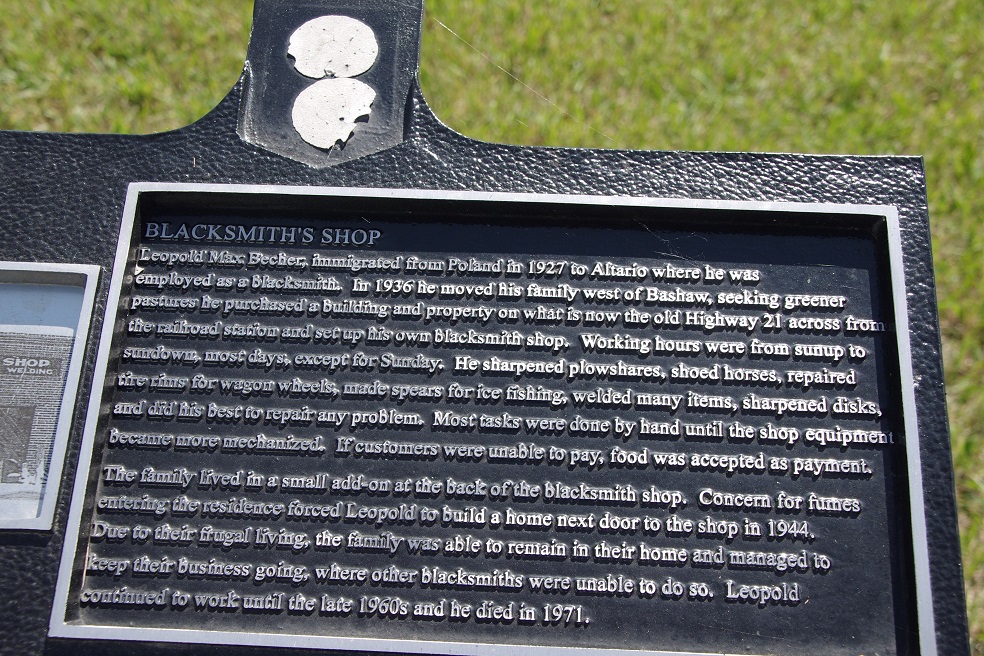 BLACKSMITH'S SHOP
Leopold Max Becher, immigrated from Poland in 1927 to Altario where he was
employed as a blacksmith. In 1936 he moved his family west of Bashaw, seeking greener
pastures he purchased a building and property on what is now the old Highway 21 across from
the railroad station and set up his own blacksmith shop. Working hours were from sunup to
sundown, most days, except for Sunday. He sharpened plowshares, shoed horses, repaired
tire rims for wagon wheels, made spears for ice fishing, welded many items, sharpened disks,
and did his best to repair any problem. Most tasks were done by hand until the shop equipment
became more mechanized. If customers were unable to pay, food was accepted as payment.
The family lived in a small add-on at the back of the blacksmith shop. Concern for fumes
entering the residence forced Leopold to build a home next door to the shop in 1944.
Due to their frugal living, the family was able to remain in their home and managed to
keep their business going, where other blacksmiths were unable to do so. Leopold
continued to work until the late 1960s and he died in 1971.
SHOP
WELDING